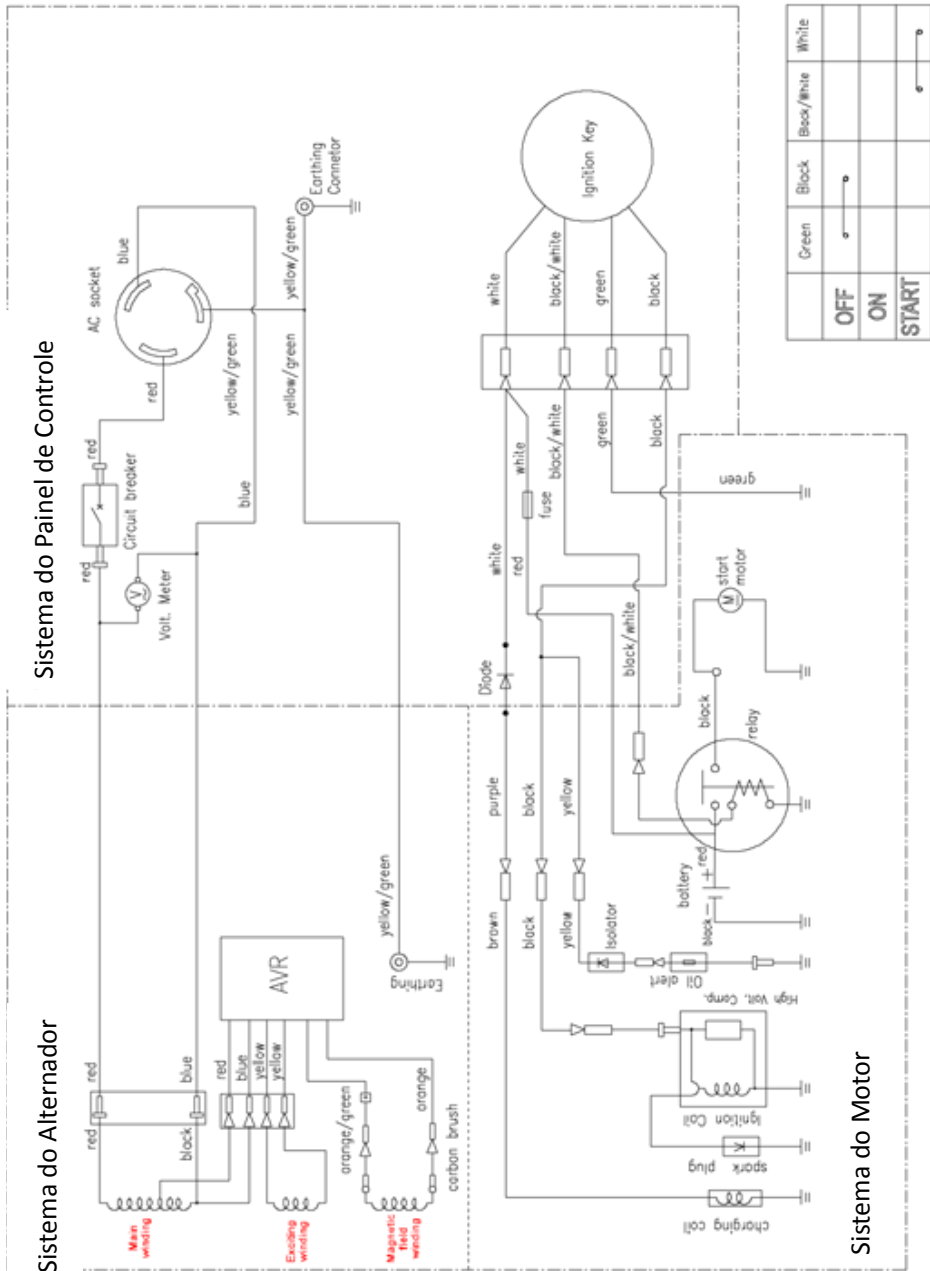 Sistema do Painel de Controle
Sistema do Alternador
Sistema do Motor
Main
winding
Exciting
winding
Magnetic
field
winding
red
black
red
blue
red
blue
yellow
yellow
orange/green
orange
carbon brush
AVR
Earthing
yellow/green
red
Circuit breaker
red
red
V
Volt. Meter
AC socket
blue
yellow/green
blue
yellow/green
yellow/green
Earthing
Connetor
charging coil
spark
plug
Ignition Coil
High Volt. Comp.
Oil alert
Isolator
brown
black
yellow
purple
black
yellow
Diode
black
battery
+
red
relay
black
M
start
motor
black/white
white
red
white
fuse
black/white
green
black
green
white
black/white
green
black
Ignition Key
Green
Black
Black/White
White
OFF
ON
START